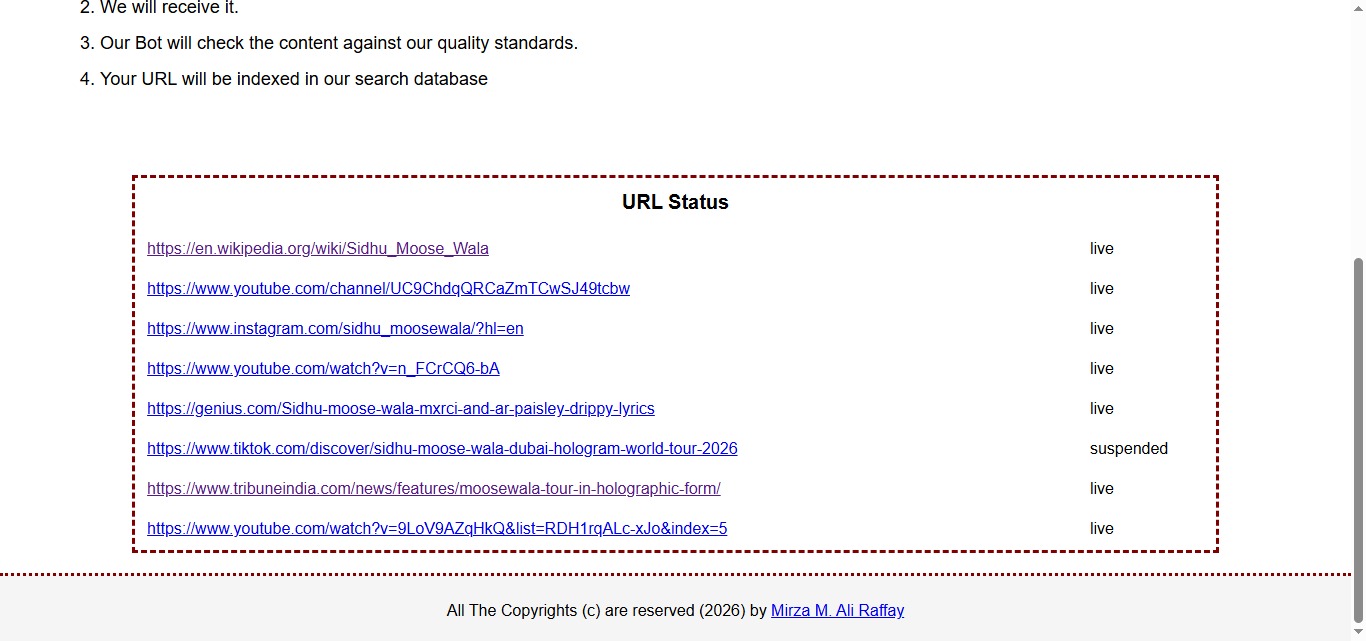 2. We will receive it.
3. Our Bot will check the content against our quality standards.
4. Your URL will be indexed in our search database
URL Status
https://en.wikipedia.org/wiki/Sidhu_Moose_Wala live
https://www.youtube.com/channel/UC9ChdqQRCaZmTCwSJ49tcbw live
https://www.instagram.com/sidhu_moosewala/?hl=en live
https://www.youtube.com/watch?v=n_FCrCQ6-bA live
https://genius.com/Sidhu-moose-wala-mxrci-and-ar-paisley-drippy-lyrics live
https://www.tiktok.com/discover/sidhu-moose-wala-dubai-hologram-world-tour-2026 suspended
https://www.tribuneindia.com/news/features/moosewala-tour-in-holographic-form/ live
https://www.youtube.com/watch?v=9LoV9AZqHkQ&list=RDH1rqALc-xJo&index=5 live
All The Copyrights (c) are reserved (2026) by Mirza M. Ali Raffay